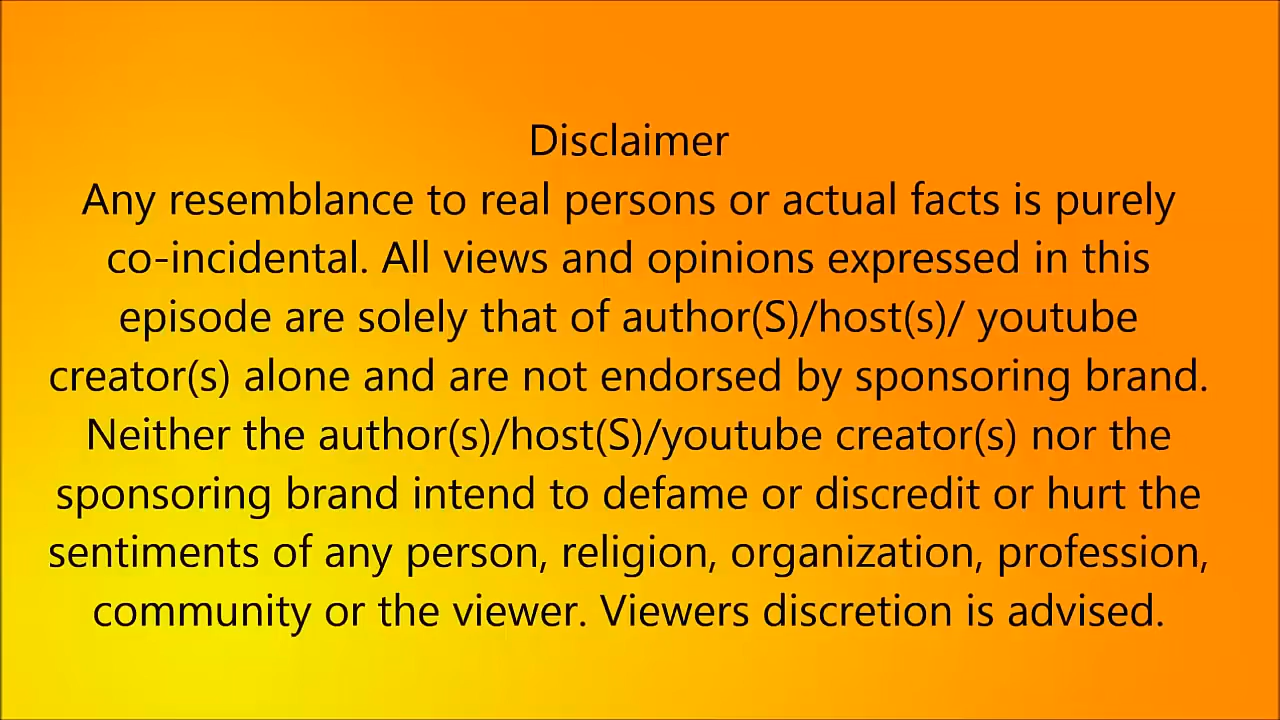 Disclaimer
Any resemblance to real persons or actual facts is purely
co-incidental. All views and opinions expressed in this
episode are solely that of author(S)/host(s)/ youtube
creator(s) alone and are not endorsed by sponsoring brand.
Neither the author(s)/host(S)/youtube creator(s) nor the
sponsoring brand intend to defame or discredit or hurt the
sentiments of any person, religion, organization, profession,
community or the viewer. Viewers discretion is advised.